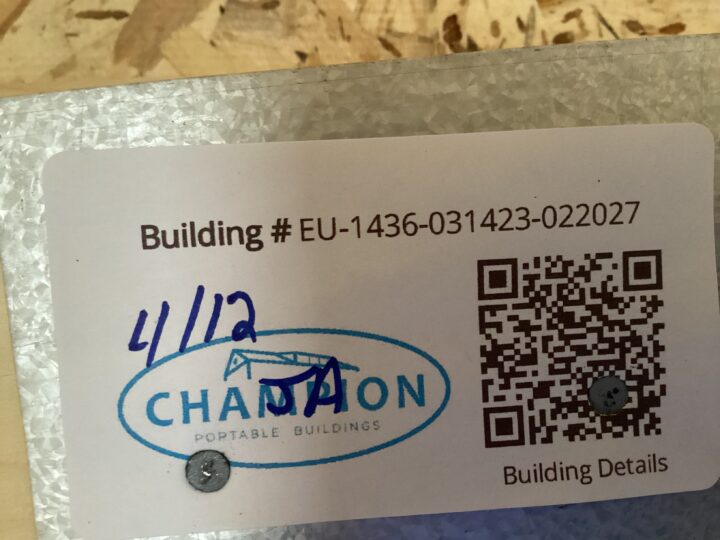 Building # EU-1436-031423-022027
4/12
CHAMPION
JA
PORTABLE BUILDINGS
Building Details